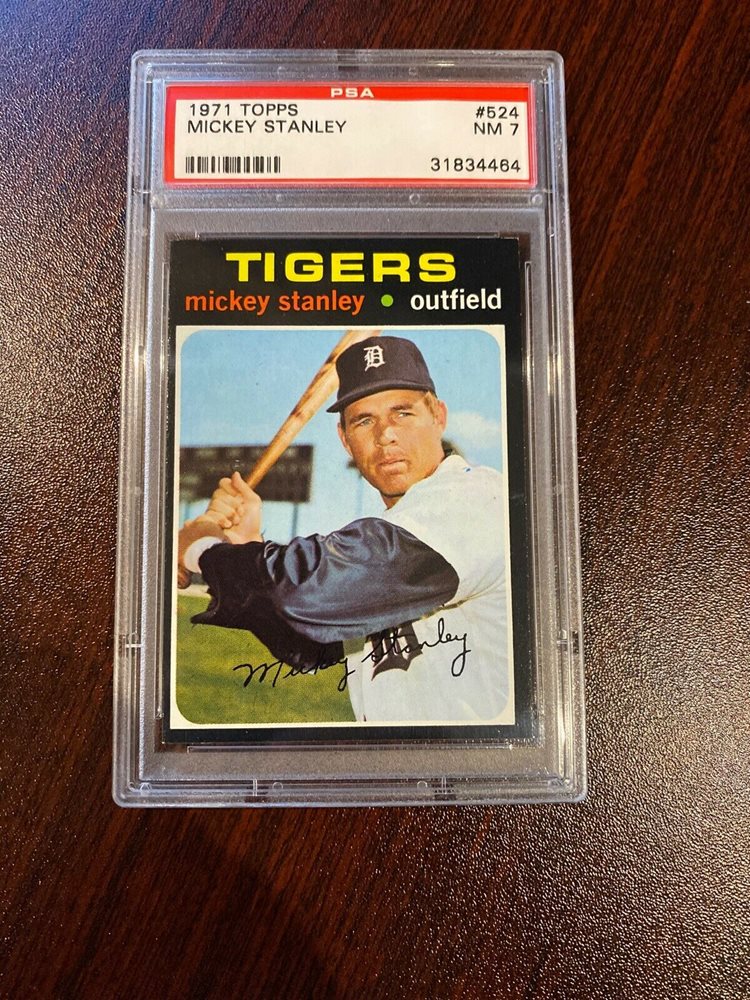 PSA
1971 TOPPS #524
MICKEY STANLEY NM 7
31834464
TIGERS
mickey stanley • outfield
D
Mickey Stanley
D